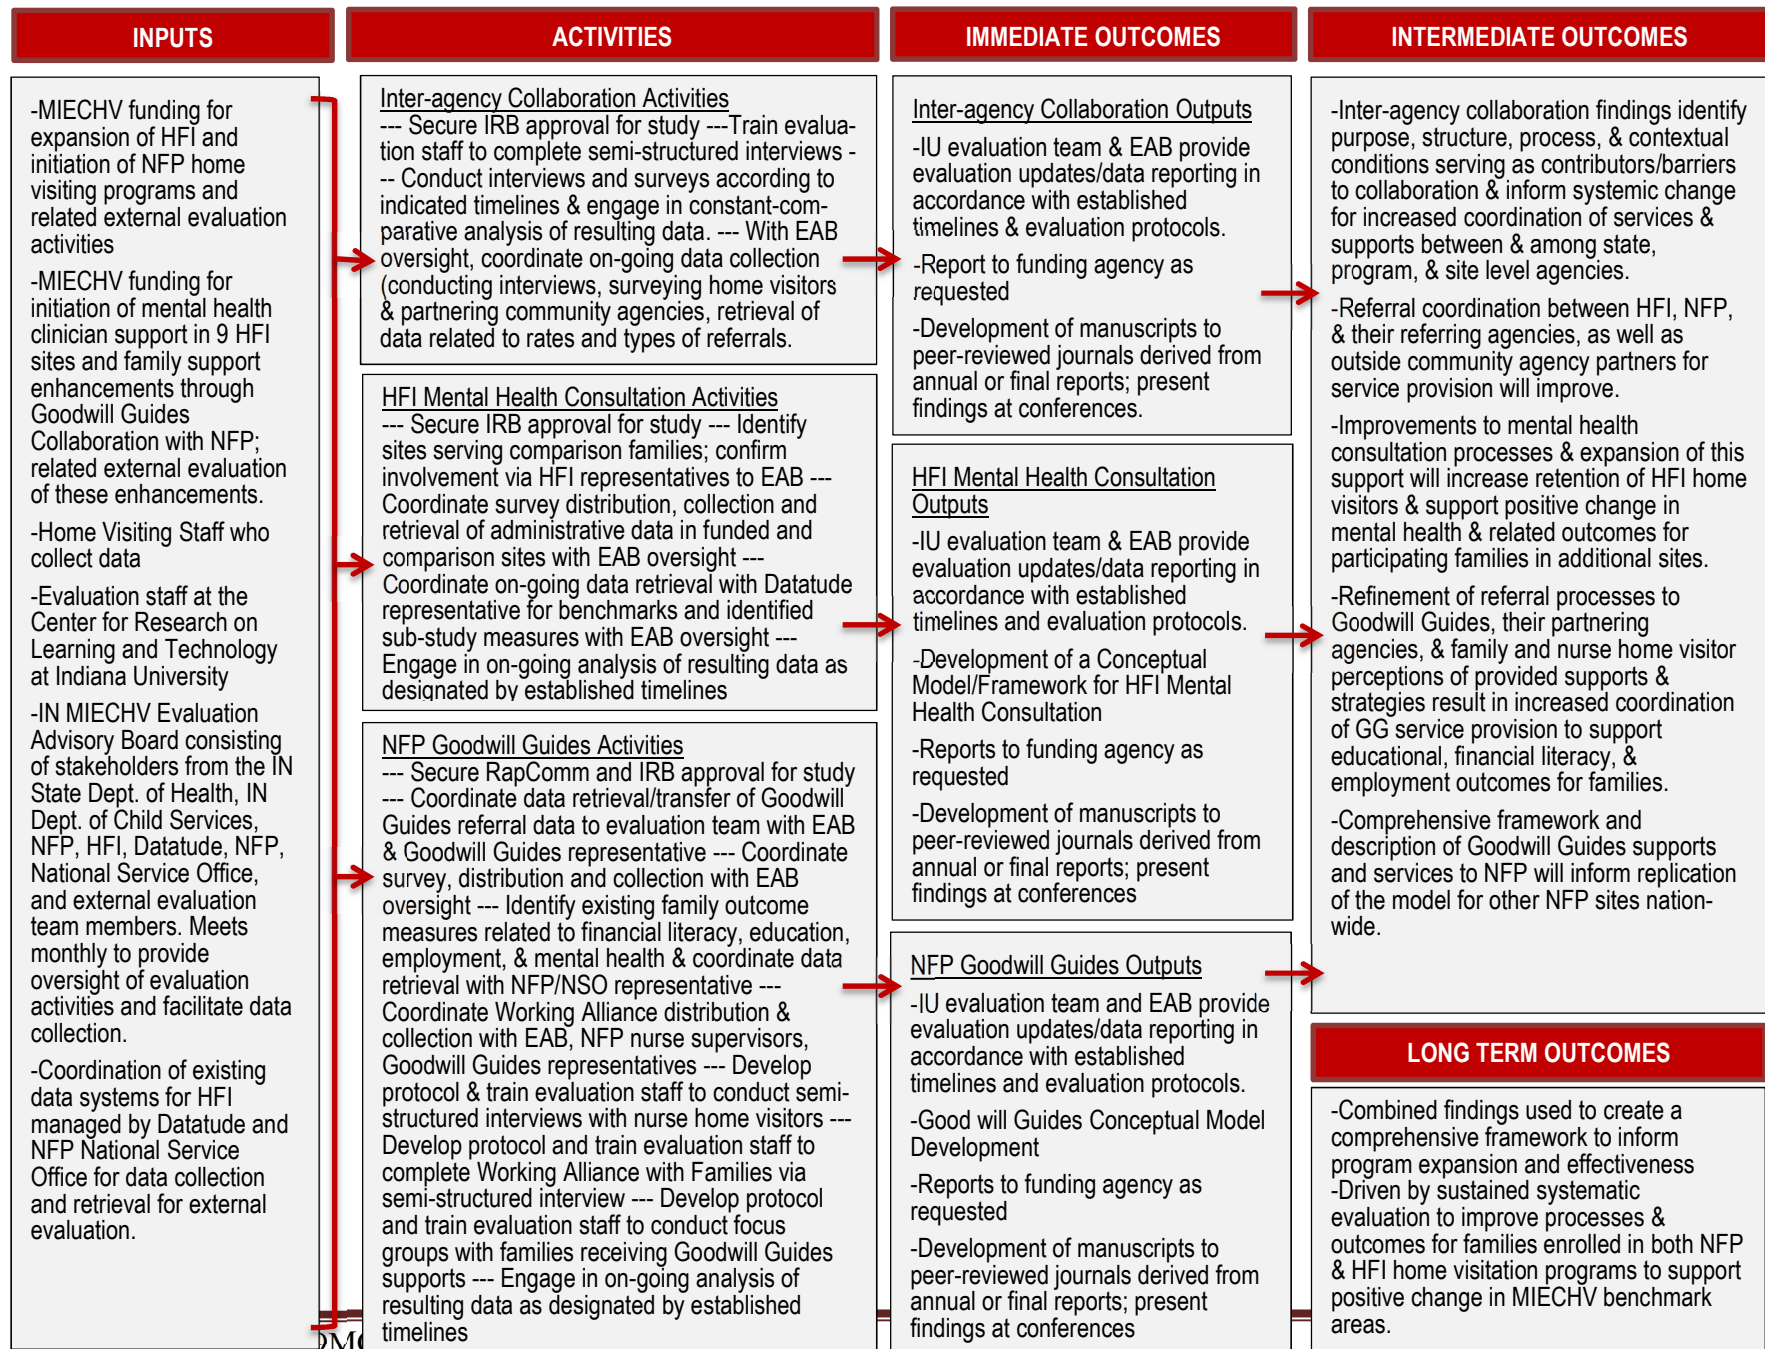 INPUTS
-MIECHV funding for
expansion of HFI and
initiation of NFP home
visiting programs and
related external evaluation
activities
-MIECHV funding for
initiation of mental health
clinician support in 9 HFI
sites and family support
enhancements through
Goodwill Guides
Collaboration with NFP;
related external evaluation
of these enhancements.
-Home Visiting Staff who
collect data
-Evaluation staff at the
Center for Research on
Learning and Technology
at Indiana University
-IN MIECHV Evaluation
Advisory Board consisting
of stakeholders from the IN
State Dept. of Health, IN
Dept. of Child Services,
NFP, HFI, Datatude, NFP,
National Service Office,
and external evaluation
team members. Meets
monthly to provide
oversight of evaluation
activities and facilitate data
collection.
-Coordination of existing
data systems for HFI
managed by Datatude and
NFP National Service
Office for data collection
and retrieval for external
evaluation.
ACTIVITIES
Inter-agency Collaboration Activities
--- Secure IRB approval for study ---Train evalua-
tion staff to complete semi-structured interviews -
-- Conduct interviews and surveys according to
indicated timelines & engage in constant-com-
parative analysis of resulting data. --- With EAB
oversight, coordinate on-going data collection
(conducting interviews, surveying home visitors
& partnering community agencies, retrieval of
data related to rates and types of referrals.
HFI Mental Health Consultation Activities
--- Secure IRB approval for study --- Identify
sites serving comparison families; confirm
involvement via HFI representatives to EAB ---
Coordinate survey distribution, collection and
retrieval of administrative data in funded and
comparison sites with EAB oversight ---
Coordinate on-going data retrieval with Datatude
representative for benchmarks and identified
sub-study measures with EAB oversight ---
Engage in on-going analysis of resulting data as
designated by established timelines
NFP Goodwill Guides Activities
--- Secure RapComm and IRB approval for study
--- Coordinate data retrieval/transfer of Goodwill
Guides referral data to evaluation team with EAB
& Goodwill Guides representative --- Coordinate
survey, distribution and collection with EAB
oversight --- Identify existing family outcome
measures related to financial literacy, education,
employment, & mental health & coordinate data
retrieval with NFP/NSO representative ---
Coordinate Working Alliance distribution &
collection with EAB, NFP nurse supervisors,
Goodwill Guides representatives --- Develop
protocol & train evaluation staff to conduct semi-
structured interviews with nurse home visitors ---
Develop protocol and train evaluation staff to
complete Working Alliance with Families via
semi-structured interview --- Develop protocol
and train evaluation staff to conduct focus
groups with families receiving Goodwill Guides
supports --- Engage in on-going analysis of
resulting data as designated by established
timelines
IMMEDIATE OUTCOMES
Inter-agency Collaboration Outputs
-IU evaluation team & EAB provide
evaluation updates/data reporting in
accordance with established
timelines & evaluation protocols.
-Report to funding agency as
requested
-Development of manuscripts to
peer-reviewed journals derived from
annual or final reports; present
findings at conferences.
HFI Mental Health Consultation
Outputs
-IU evaluation team & EAB provide
evaluation updates/data reporting in
accordance with established
timelines and evaluation protocols.
-Development of a Conceptual
Model/Framework for HFI Mental
Health Consultation
-Reports to funding agency as
requested
-Development of manuscripts to
peer-reviewed journals derived from
annual or final reports; present
findings at conferences
NFP Goodwill Guides Outputs
-IU evaluation team and EAB provide
evaluation updates/data reporting in
accordance with established
timelines and evaluation protocols.
-Good will Guides Conceptual Model
Development
-Reports to funding agency as
requested
-Development of manuscripts to
peer-reviewed journals derived from
annual or final reports; present
findings at conferences
INTERMEDIATE OUTCOMES
-Inter-agency collaboration findings identify
purpose, structure, process, & contextual
conditions serving as contributors/barriers
to collaboration & inform systemic change
for increased coordination of services &
supports between & among state,
program, & site level agencies.
-Referral coordination between HFI, NFP,
& their referring agencies, as well as
outside community agency partners for
service provision will improve.
-Improvements to mental health
consultation processes & expansion of this
support will increase retention of HFI home
visitors & support positive change in
mental health & related outcomes for
participating families in additional sites.
-Refinement of referral processes to
Goodwill Guides, their partnering
agencies, & family and nurse home visitor
perceptions of provided supports &
strategies result in increased coordination
of GG service provision to support
educational, financial literacy, &
employment outcomes for families.
-Comprehensive framework and
description of Goodwill Guides supports
and services to NFP will inform replication
of the model for other NFP sites nation-
wide.
LONG TERM OUTCOMES
-Combined findings used to create a
comprehensive framework to inform
program expansion and effectiveness
-Driven by sustained systematic
evaluation to improve processes &
outcomes for families enrolled in both NFP
& HFI home visitation programs to support
positive change in MIECHV benchmark
areas.